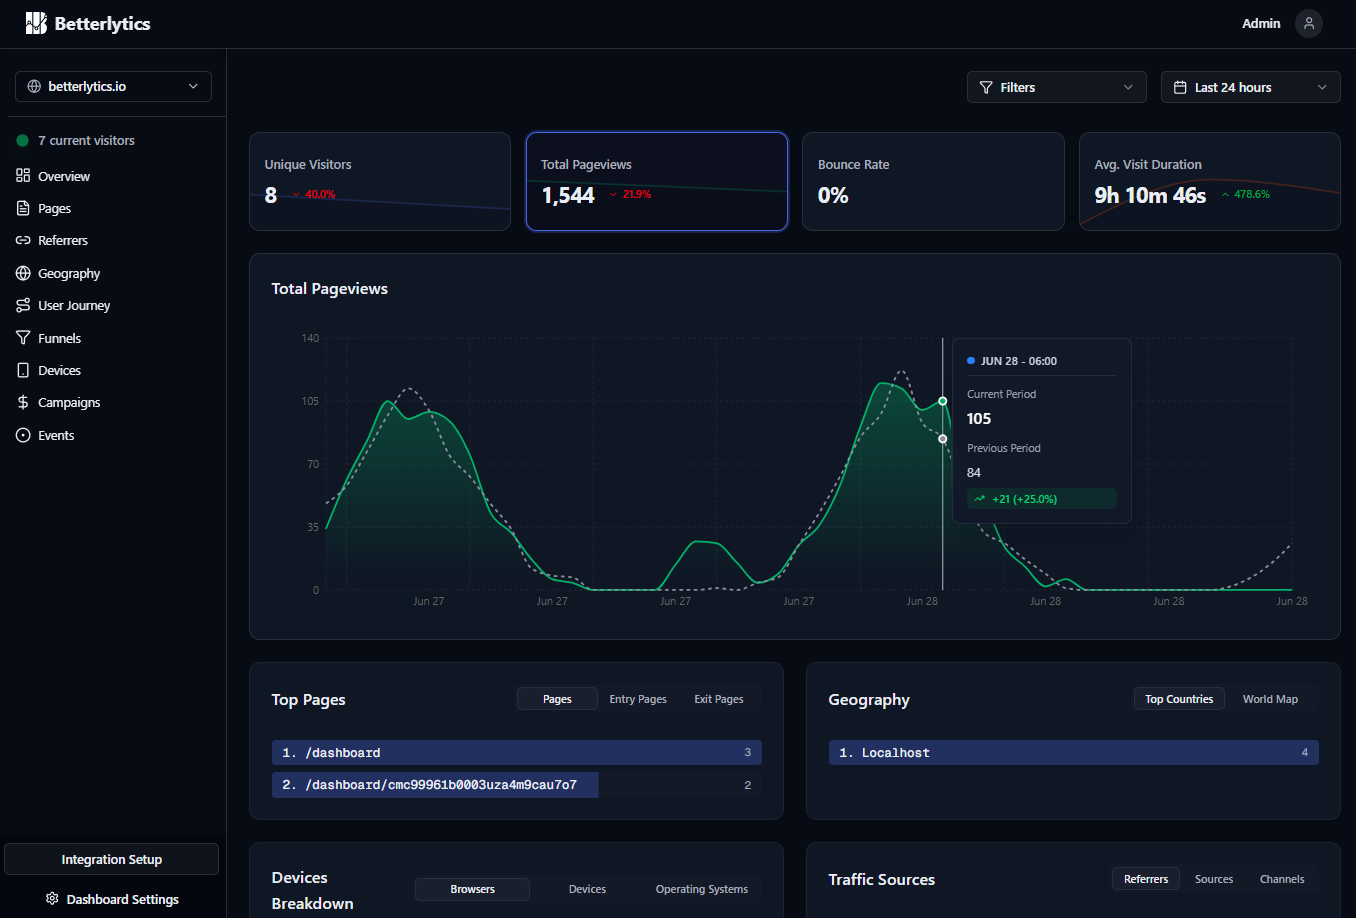 Betterlytics
Admin
betterlytics.io
Filters
Last 24 hours
7 current visitors
Overview
Pages
Referrers
Geography
User Journey
Funnels
Devices
Campaigns
Events
Integration Setup
Dashboard Settings
Unique Visitors
8 40.0%
Total Pageviews
1,544 21.9%
Bounce Rate
0%
Avg. Visit Duration
9h 10m 46s 478.6%
Total Pageviews
140
105
70
35
0
Jun 27 Jun 27 Jun 27 Jun 27 Jun 28 Jun 28 Jun 28 Jun 28
JUN 28 - 06:00
Current Period
105
Previous Period
84
+21 (+25.0%)
Top Pages
Pages Entry Pages Exit Pages
1. /dashboard 3
2. /dashboard/cmc99961b0003uza4m9cau7o7 2
Geography
Top Countries World Map
1. Localhost 4
Devices
Breakdown
Browsers Devices Operating Systems
Traffic Sources
Referrers Sources Channels